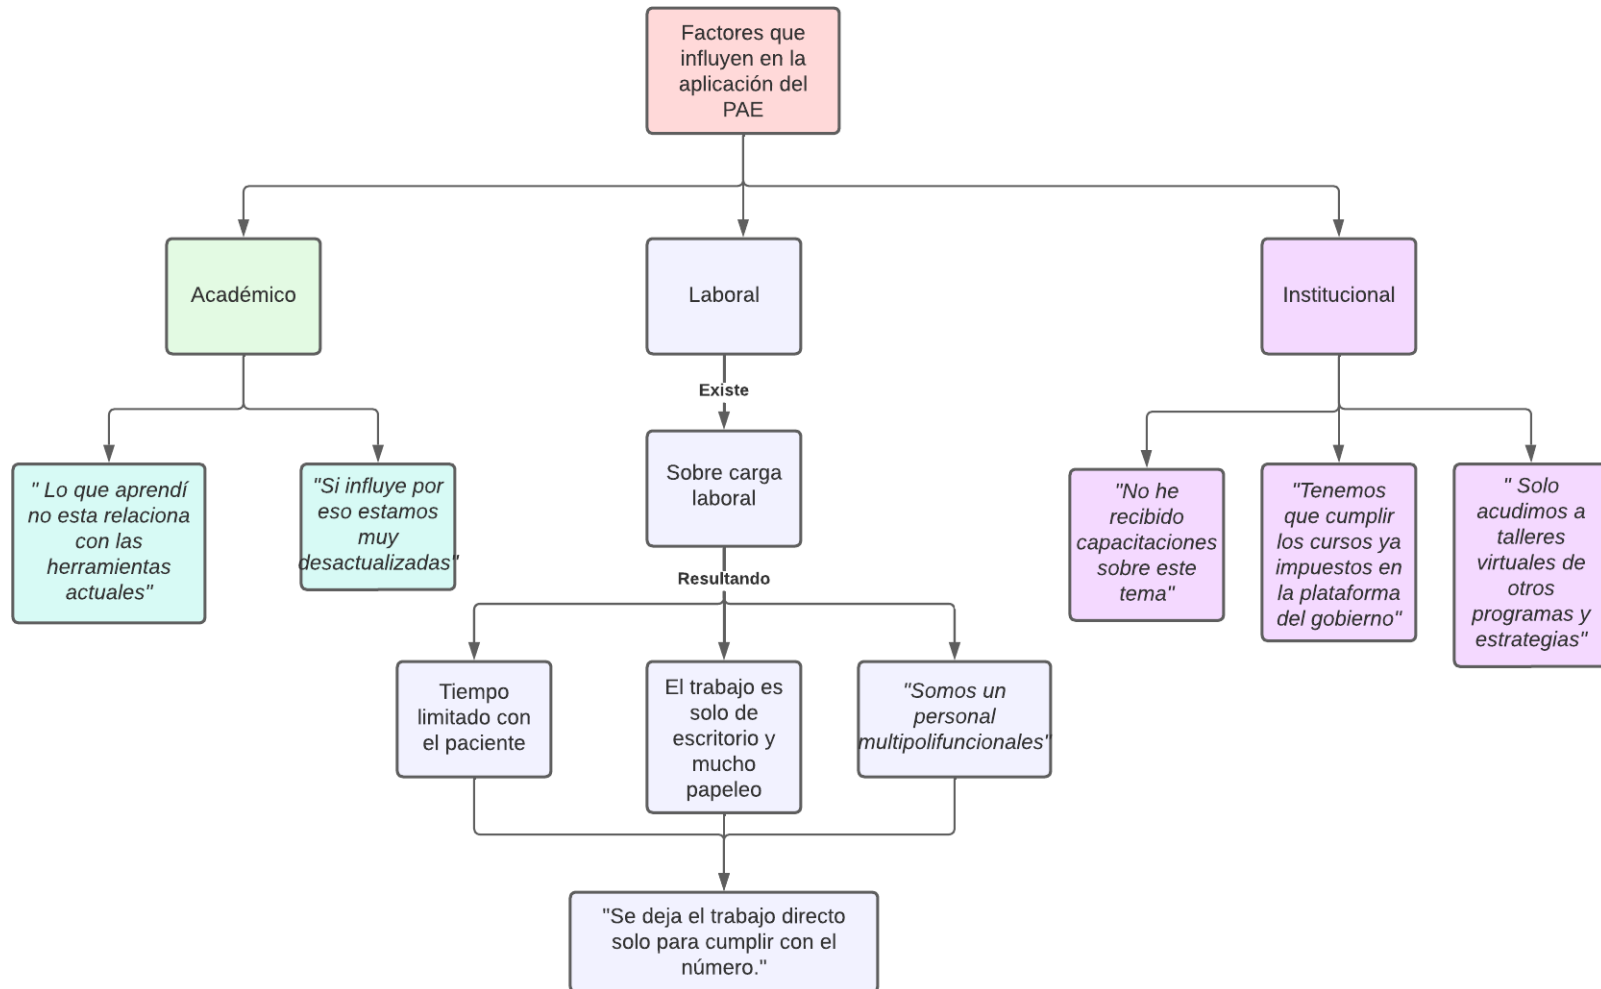 Factores que
influyen en la
aplicación del
PAE
Académico
Laboral
Institucional
Existe
" Lo que aprendí
no esta relaciona
con las
herramientas
actuales"
"Si influye por
eso estamos
muy
desactualizadas"
Sobre carga
laboral
"No he
recibido
capacitaciones
sobre este
tema"
"Tenemos
que cumplir
los cursos ya
impuestos en
la plataforma
del gobierno"
" Solo
acudimos a
talleres
virtuales de
otros
programas y
estrategias"
Resultando
Tiempo
limitado con
el paciente
El trabajo es
solo de
escritorio y
mucho
papeleo
"Somos un
personal
multipolifuncionales"
"Se deja el trabajo directo
solo para cumplir con el
número."